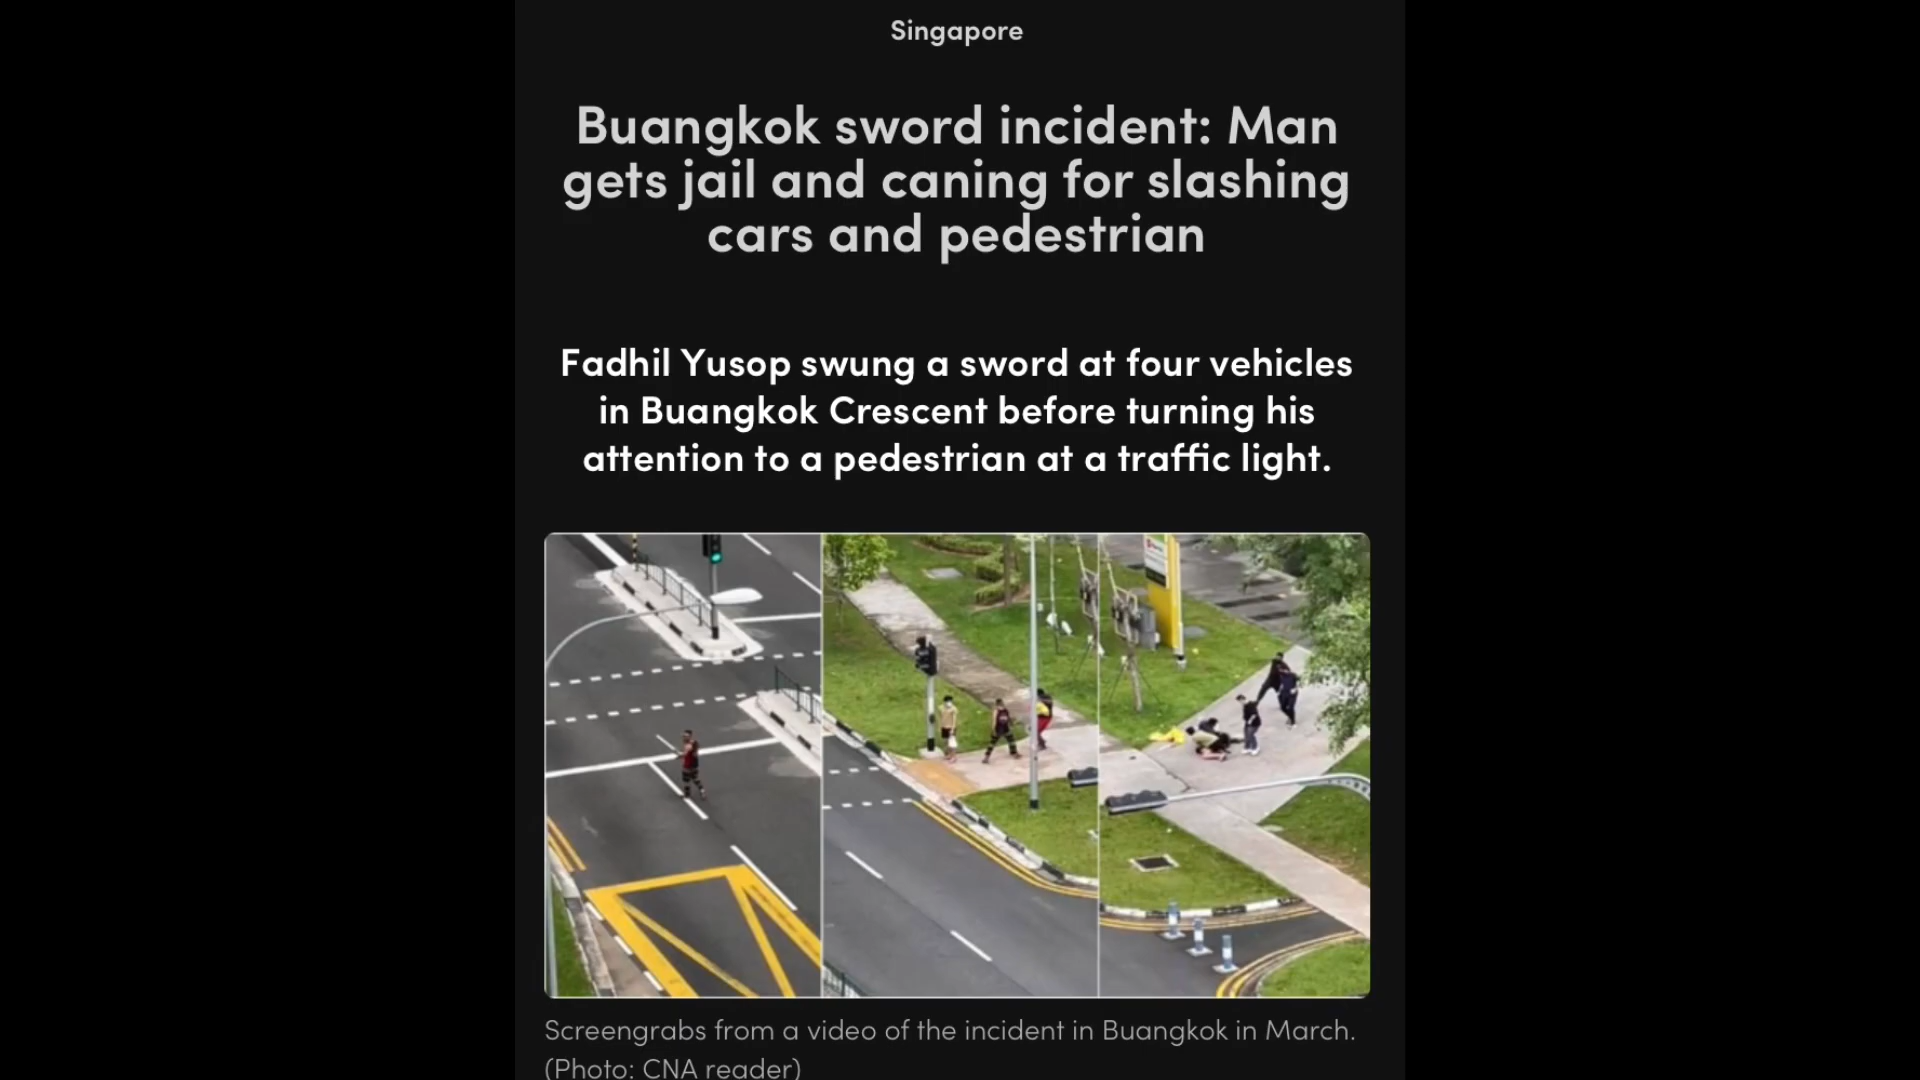 Singapore
Buangkok sword incident: Man
gets jail and caning for slashing
cars and pedestrian
Fadhil Yusop swung a sword at four vehicles
in Buangkok Crescent before turning his
attention to a pedestrian at a traffic light.
Screengrabs from a video of the incident in Buangkok in March.
(Photo: CNA reader)